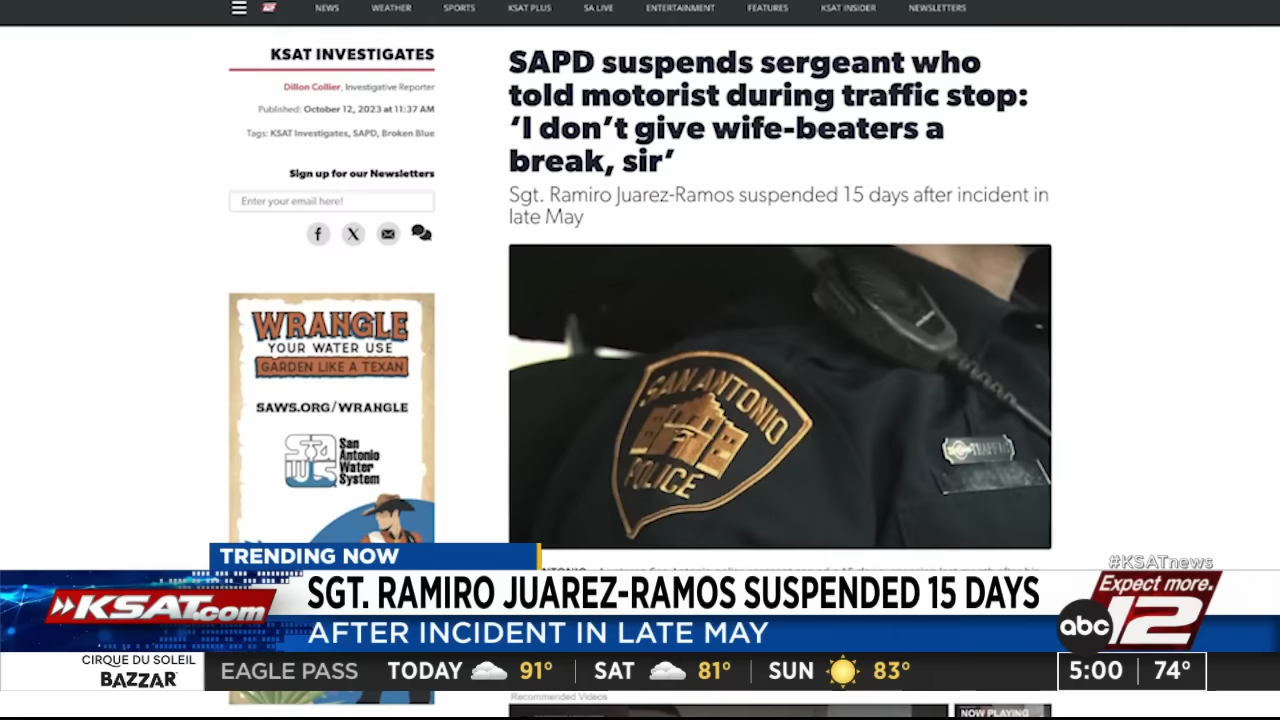 NEWS WEATHER SPORTS KSAT PLUS SA LIVE ENTERTAINMENT FEATURES KSAT INSIDER NEWSLETTERS
KSAT INVESTIGATES
Dillon Collier, Investigative Reporter
Published: October 12, 2023 at 11:37 AM
Tags: KSAT Investigates, SAPD, Broken Blue
Sign up for our Newsletters
Enter your email here!
SAPD suspends sergeant who
told motorist during traffic stop:
‘I don’t give wife-beaters a
break, sir’
Sgt. Ramiro Juarez-Ramos suspended 15 days after incident in
late May
WRANGLE
YOUR WATER USE
GARDEN LIKE A TEXAN
SAWS.ORG/WRANGLE
San
Antonio
Water
System
SAN ANTONIO
POLICE
TRAFFIC
TRENDING NOW
#KSATnews
SGT. RAMIRO JUAREZ-RAMOS SUSPENDED 15 DAYS
AFTER INCIDENT IN LATE MAY
KSAT.com
Expect more.
abc 12
CIRQUE DU SOLEIL
BAZZAR
EAGLE PASS TODAY 91° SAT 81° SUN 83°
5:00 74°
Recommended Videos
NOW PLAYING